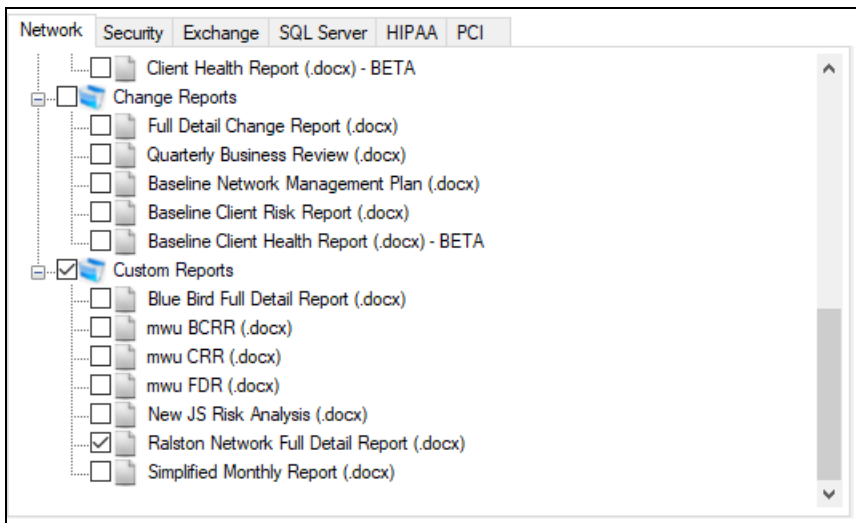 Network Security Exchange SQL Server HIPAA PCI
Client Health Report (.docx) - BETA
Change Reports
Full Detail Change Report (.docx)
Quarterly Business Review (.docx)
Baseline Network Management Plan (.docx)
Baseline Client Risk Report (.docx)
Baseline Client Health Report (.docx) - BETA
Custom Reports
Blue Bird Full Detail Report (.docx)
mwu BCRR (.docx)
mwu CRR (.docx)
mwu FDR (.docx)
New JS Risk Analysis (.docx)
Ralston Network Full Detail Report (.docx)
Simplified Monthly Report (.docx)